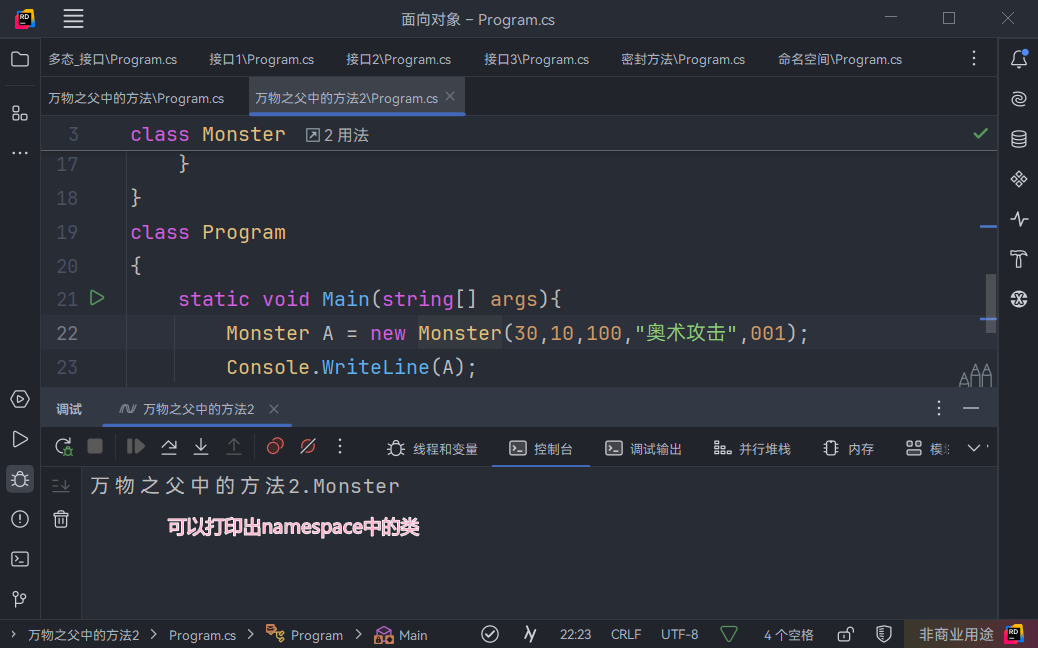 RD
面向对象 – Program.cs
多态_接口\Program.cs 接口1\Program.cs 接口2\Program.cs 接口3\Program.cs 密封方法\Program.cs 命名空间\Program.cs
万物之父中的方法\Program.cs 万物之父中的方法2\Program.cs
3 class Monster 2 用法
17 }
18 }
19 class Program
20 {
21 static void Main(string[] args){
22 Monster A = new Monster(30,10,100,"奥术攻击",001);
23 Console.WriteLine(A);
调试 万物之父中的方法2
线程和变量 控制台 调试输出 并行堆栈 内存
万物之父中的方法2.Monster
可以打印出namespace中的类
万物之父中的方法2 Program.cs Program Main 22:23 CRLF UTF-8 4 个空格 非商业用途 RD